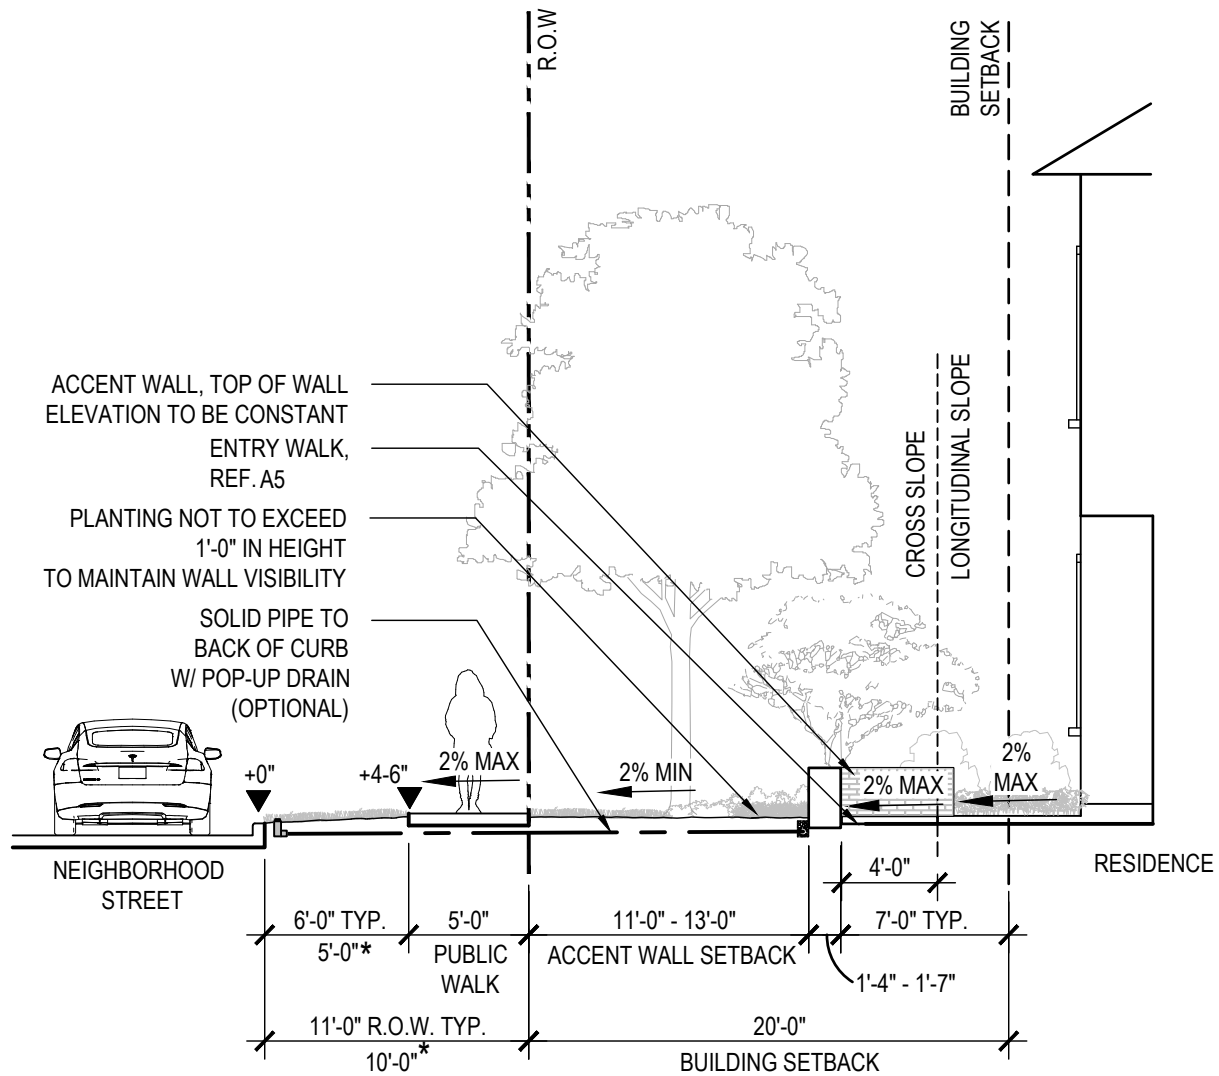 R.O.W
BUILDING
SETBACK
ACCENT WALL, TOP OF WALL
ELEVATION TO BE CONSTANT
ENTRY WALK,
REF. A5
PLANTING NOT TO EXCEED
1'-0" IN HEIGHT
TO MAINTAIN WALL VISIBILITY
SOLID PIPE TO
BACK OF CURB
W/ POP-UP DRAIN
(OPTIONAL)
CROSS SLOPE
LONGITUDINAL SLOPE
+0"
+4-6"
2% MAX
2% MIN
2% MAX
2%
MAX
NEIGHBORHOOD
STREET
RESIDENCE
4'-0"
6'-0" TYP.
5'-0"*
5'-0"
PUBLIC
WALK
11'-0" - 13'-0"
ACCENT WALL SETBACK
7'-0" TYP.
1'-4" - 1'-7"
11'-0" R.O.W. TYP.
10'-0"*
20'-0"
BUILDING SETBACK